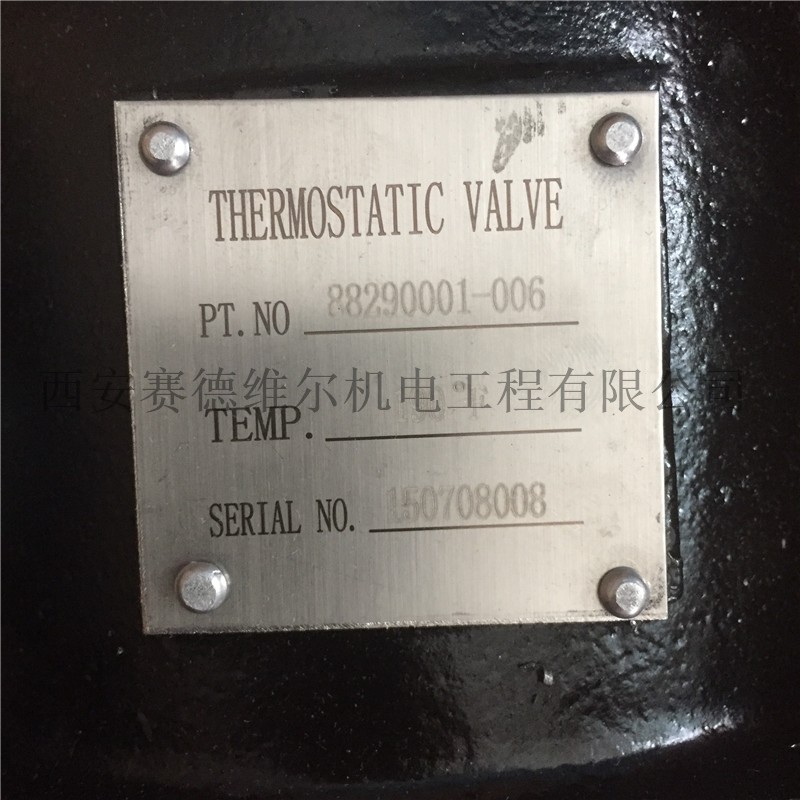 THERMOSTATIC VALVE
PT.NO 88290001-006
西安赛德维尔机电工程有限公司
TEMP. °C
SERIAL NO. 150708008